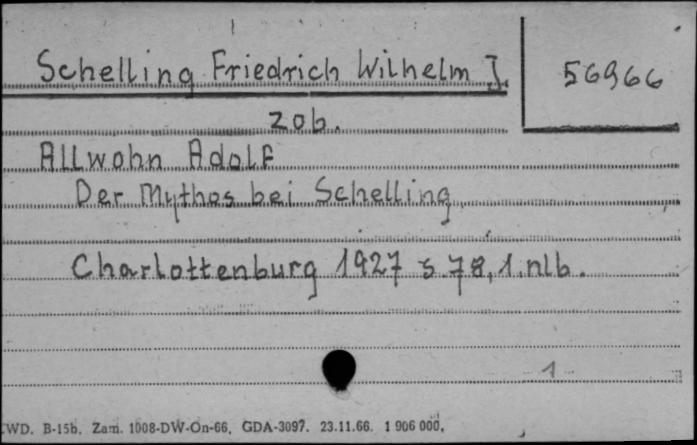 Schelling Friedrich Wilhelm J.
56966
zob.
Allwohn Adolf
Der Mythos bei Schelling
Charlottenburg 1927 s 78, 1.nlb.
1
WD. B-15b. Zam. 1008-DW-On-66, GDA-3097. 23.11.66. 1 906 000,